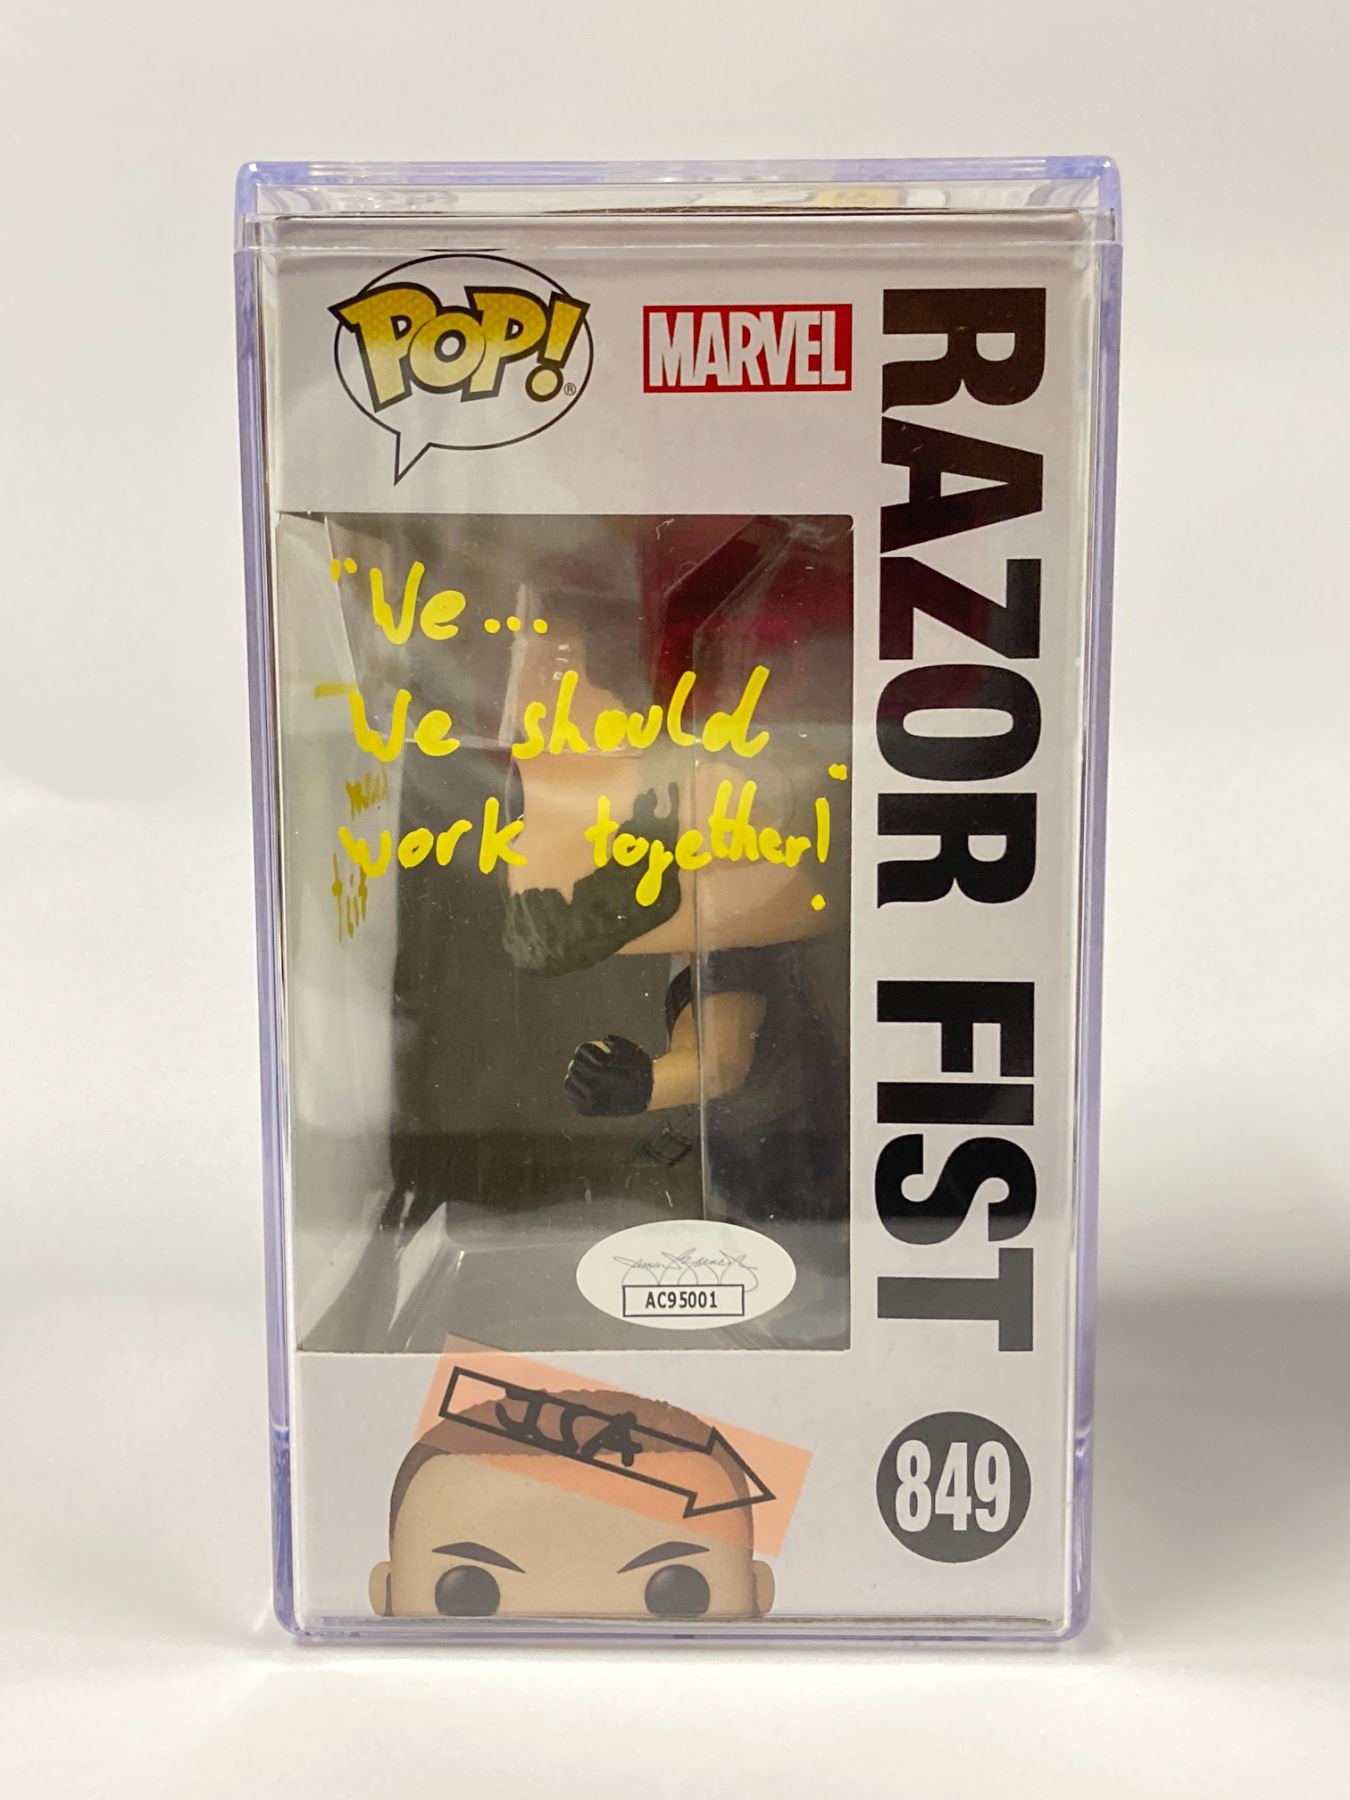 POP!
®
MARVEL
RAZOR FIST
"We...
We should
work together!"
AC95001
JSA
849